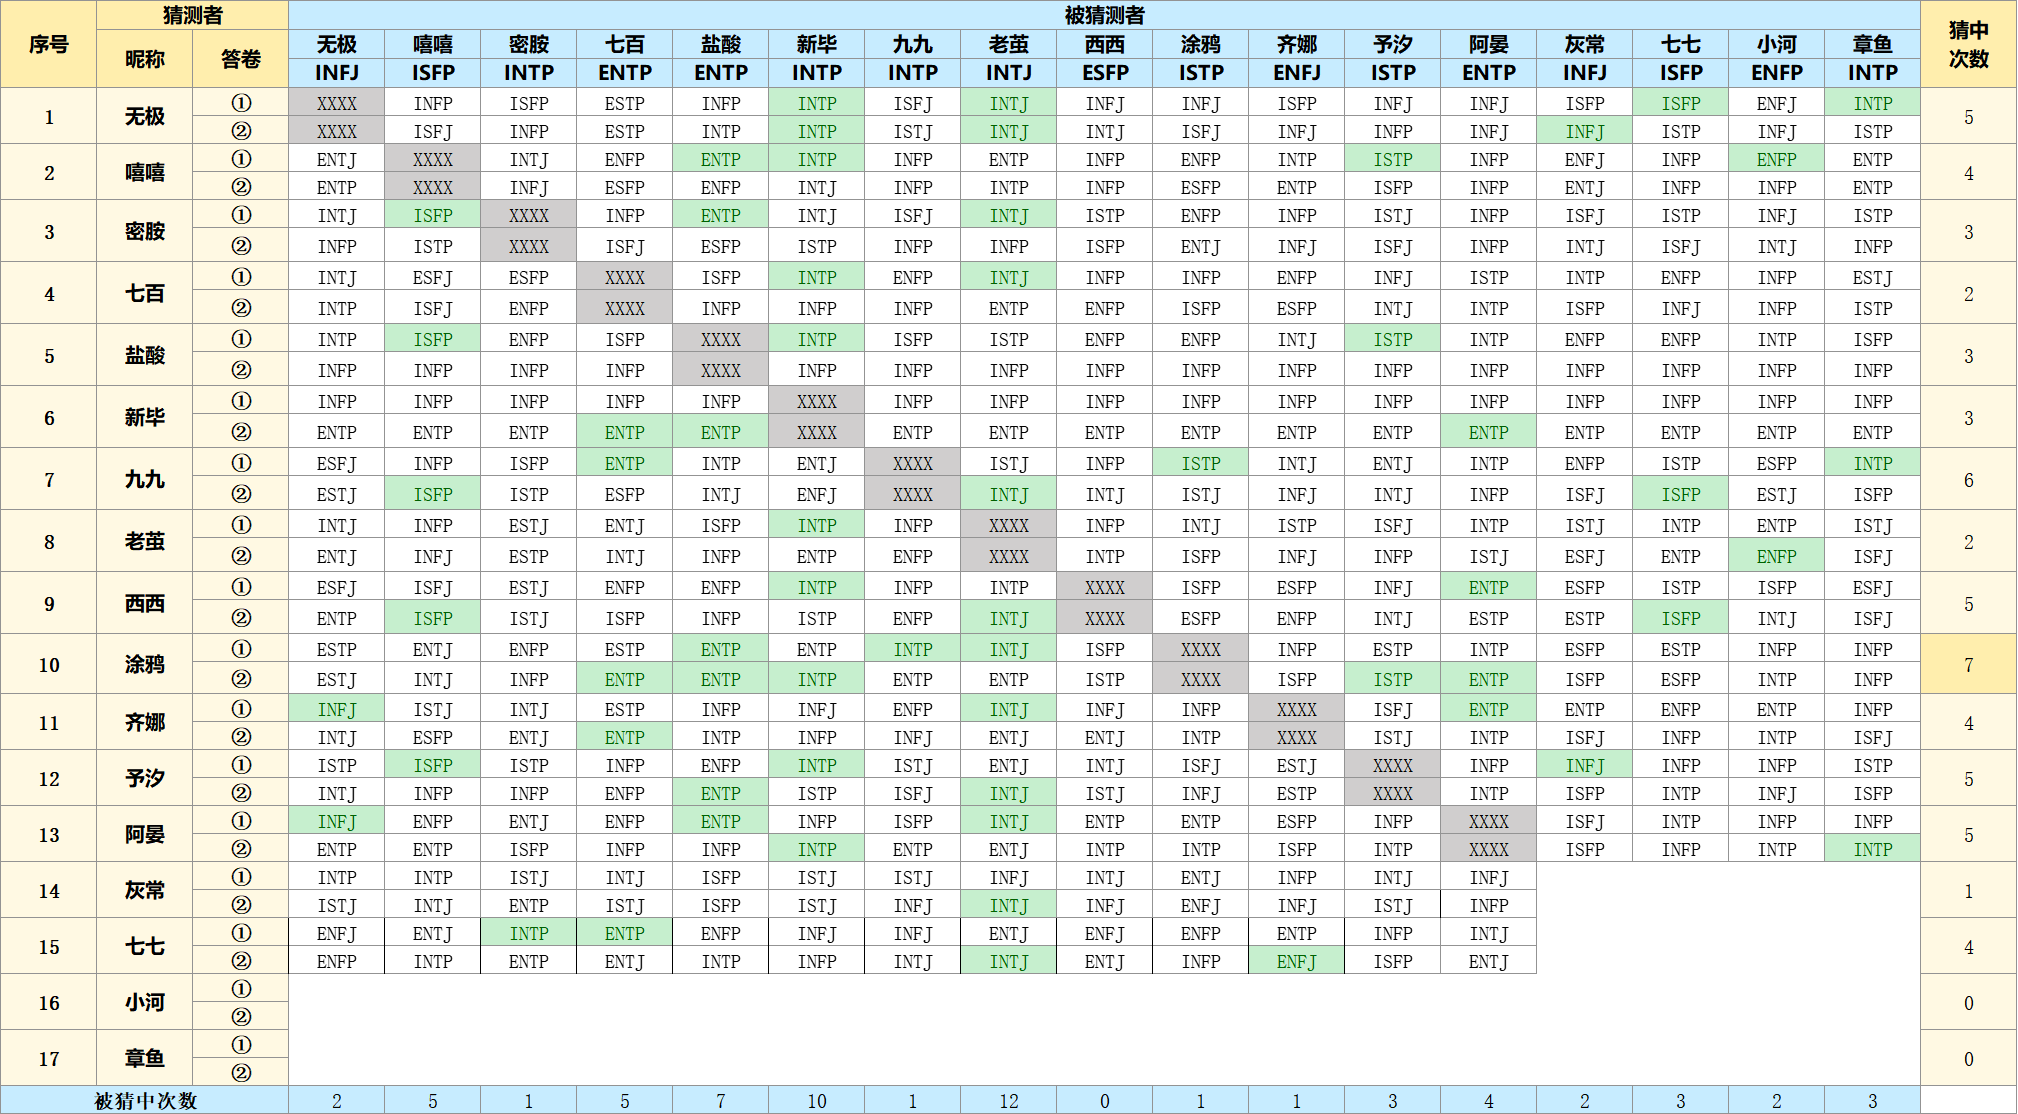 序号 猜测者 被猜测者 猜中次数
昵称 答卷 无极 嘻嘻 密胺 七百 盐酸 新毕 九九 老茧 西西 涂鸦 齐娜 予汐 阿晏 灰常 七七 小河 章鱼
INFJ ISFP INTP ENTP ENTP INTP INTP INTJ ESFP ISTP ENFJ ISTP ENTP INFJ ISFP ENFP INTP
1 无极 ① XXXX INFP ISFP ESTP INFP INTP ISFJ INTJ INFJ INFJ ISFP INFJ INFJ ISFP ISFP ENFJ INTP 5
② XXXX ISFJ INFP ESTP INTP INTP ISTJ INTJ INTJ ISFJ INFJ INFP INFJ INFJ ISTP INFJ ISTP
2 嘻嘻 ① ENTJ XXXX INTJ ENFP ENTP INTP INFP ENTP INFP ENFP INTP ISTP INFP ENFJ INFP ENFP ENTP 4
② ENTP XXXX INFJ ESFP ENFP INTJ INFP INTP INFP ESFP ENTP ISFP INFP ENTJ INFP INFP ENTP
3 密胺 ① INTJ ISFP XXXX INFP ENTP INTJ ISFJ INTJ ISTP ENFP INFP ISTJ INFP ISFJ ISTP INFJ ISTP 3
② INFP ISTP XXXX ISFJ ESFP ISTP INFP INFP ISFP ENTJ INFJ ISFJ INFP INTJ ISFJ INTJ INFP
4 七百 ① INTJ ESFJ ESFP XXXX ISFP INTP ENFP INTJ INFP INFP ENFP INFJ ISTP INTP ENFP INFP ESTJ 2
② INTP ISFJ ENFP XXXX INFP INFP INFP ENTP ENFP ISFP ESFP INTJ INTP ISFP INFJ INFP ISTP
5 盐酸 ① INTP ISFP ENFP ISFP XXXX INTP ISFP ISTP ENFP ENFP INTJ ISTP INTP ENFP ENFP INTP ISFP 3
② INFP INFP INFP INFP XXXX INFP INFP INFP INFP INFP INFP INFP INFP INFP INFP INFP INFP
6 新毕 ① INFP INFP INFP INFP INFP XXXX INFP INFP INFP INFP INFP INFP INFP INFP INFP INFP INFP 3
② ENTP ENTP ENTP ENTP ENTP XXXX ENTP ENTP ENTP ENTP ENTP ENTP ENTP ENTP ENTP ENTP ENTP
7 九九 ① ESFJ INFP ISFP ENTP INTP ENTJ XXXX ISTJ INFP ISTP INTJ ENTJ INTP ENFP ISTP ESFP INTP 6
② ESTJ ISFP ISTP ESFP INTJ ENFJ XXXX INTJ INTJ ISTJ INFJ INTJ INFP ISFJ ISFP ESTJ ISFP
8 老茧 ① INTJ INFP ESTJ ENTJ ISFP INTP INFP XXXX INFP INTJ ISTP ISFJ INTP ISTJ INTP ENTP ISTJ 2
② ENTJ INFJ ESTP INTJ INFP ENTP ENFP XXXX INTP ISFP INFJ INFP ISTJ ESFJ ENTP ENFP ISFJ
9 西西 ① ESFJ ISFJ ESTJ ENFP ENFP INTP INFP INTP XXXX ISFP ESFP INFJ ENTP ESFP ISTP ISFP ESFJ 5
② ENTP ISFP ISTJ ISFP INFP ISTP ENFP INTJ XXXX ESFP ENFP INTJ ESTP ESTP ISFP INTJ ISFJ
10 涂鸦 ① ESTP ENTJ ENFP ESTP ENTP ENTP INTP INTJ ISFP XXXX INFP ESTP INTP ESFP ESTP INFP INFP 7
② ESTJ INTJ INFP ENTP ENTP INTP ENTP ENTP ISTP XXXX ISFP ISTP ENTP ISFP ESFP INTP INFP
11 齐娜 ① INFJ ISTJ INTJ ESTP INFP INFJ ENFP INTJ INFJ INFP XXXX ISFJ ENTP ENTP ENFP ENTP INFP 4
② INTJ ESFP ENTJ ENTP INTP INFP INFJ ENTJ ENTJ INTP XXXX ISTJ INTP ISFJ INFP INTP ISFJ
12 予汐 ① ISTP ISFP ISTP INFP ENFP INTP ISTJ ENTJ INTJ ISFJ ESTJ XXXX INFP INFJ INFP INFP ISTP 5
② INTJ INFP INFP ENFP ENTP ISTP ISFJ INTJ ISTJ INFJ ESTP XXXX INTP ISFP INTP INFJ ISFP
13 阿晏 ① INFJ ENFP ENTJ ENFP ENTP INFP ISFP INTJ ENTP ENTP ESFP INFP XXXX ISFJ INTP INFP INFP 5
② ENTP ENTP ISFP INFP INFP INTP ENTP ENTJ INTP INTP ISFP INTP XXXX ISFP INFP INTP INTP
14 灰常 ① INTP INTP ISTJ INTJ ISFP ISTJ ISTJ INFJ INTJ ENTJ INFP INTJ INFJ 1
② ISTJ INTJ ENTP ISTJ ISFP ISTJ INFJ INTJ INFJ ENFJ INFJ ISTJ INFP
15 七七 ① ENFJ ENTJ INTP ENTP ENFP INFJ INFJ ENTJ ENFJ ENFP ENTP INFP INTJ 4
② ENFP INTP ENTP ENTJ INTP INFP INTJ INTJ ENTJ INFP ENFJ ISFP ENTJ
16 小河 ① 0
②
17 章鱼 ① 0
②
被猜中次数 2 5 1 5 7 10 1 12 0 1 1 3 4 2 3 2 3